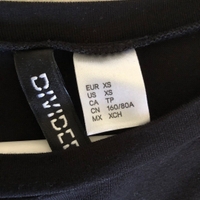 DIVIDED
EUR XS
US XS
CA TP
CN 160/80A
MX XCH